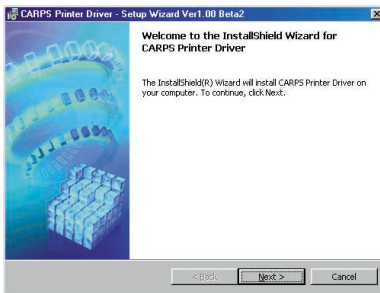 CARPS Printer Driver - Setup Wizard Ver1.00 Beta2
Welcome to the InstallShield Wizard for
CARPS Printer Driver
The InstallShield(R) Wizard will install CARPS Printer Driver on
your computer. To continue, click Next.
< Back
Next >
Cancel